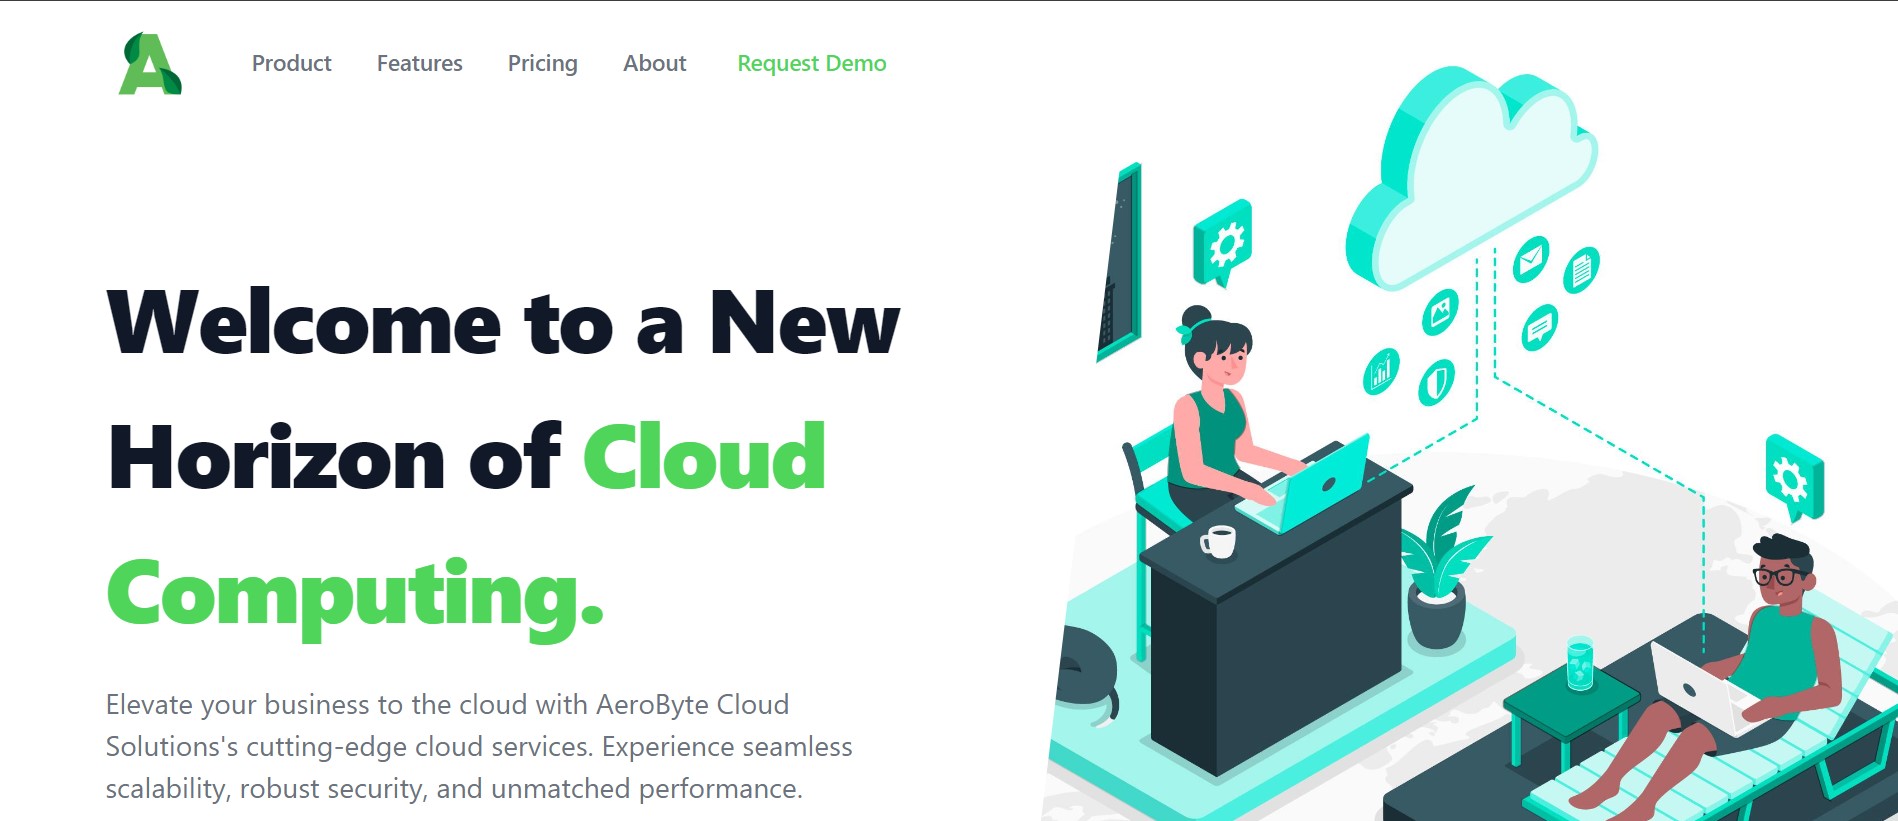 A
Product Features Pricing About Request Demo
Welcome to a New
Horizon of Cloud
Computing.
Elevate your business to the cloud with AeroByte Cloud
Solutions's cutting-edge cloud services. Experience seamless
scalability, robust security, and unmatched performance.